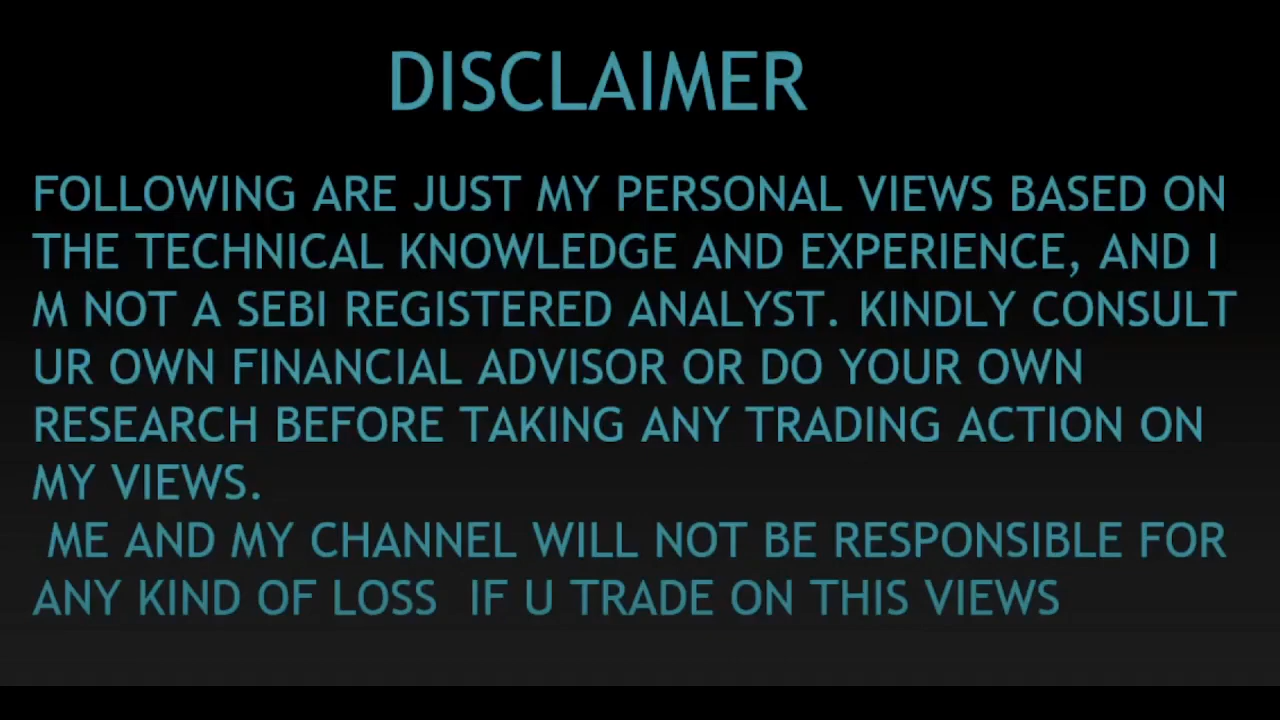 DISCLAIMER
FOLLOWING ARE JUST MY PERSONAL VIEWS BASED ON
THE TECHNICAL KNOWLEDGE AND EXPERIENCE, AND I
M NOT A SEBI REGISTERED ANALYST. KINDLY CONSULT
UR OWN FINANCIAL ADVISOR OR DO YOUR OWN
RESEARCH BEFORE TAKING ANY TRADING ACTION ON
MY VIEWS.
ME AND MY CHANNEL WILL NOT BE RESPONSIBLE FOR
ANY KIND OF LOSS  IF U TRADE ON THIS VIEWS